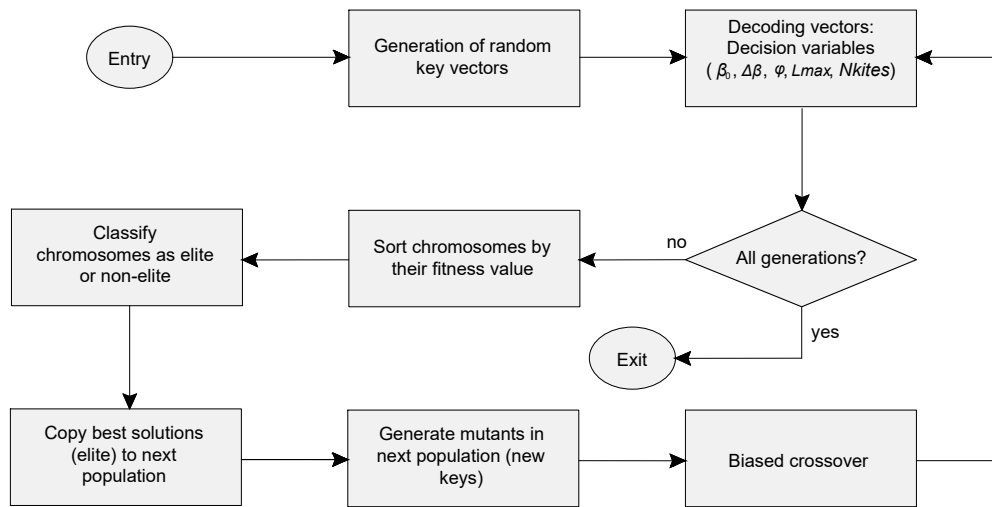 Entry
Generation of random
key vectors
Decoding vectors:
Decision variables
( β₀, Δβ, φ, Lmax, Nkites)
All generations?
no
yes
Exit
Sort chromosomes by
their fitness value
Classify
chromosomes as elite
or non-elite
Copy best solutions
(elite) to next
population
Generate mutants in
next population (new
keys)
Biased crossover